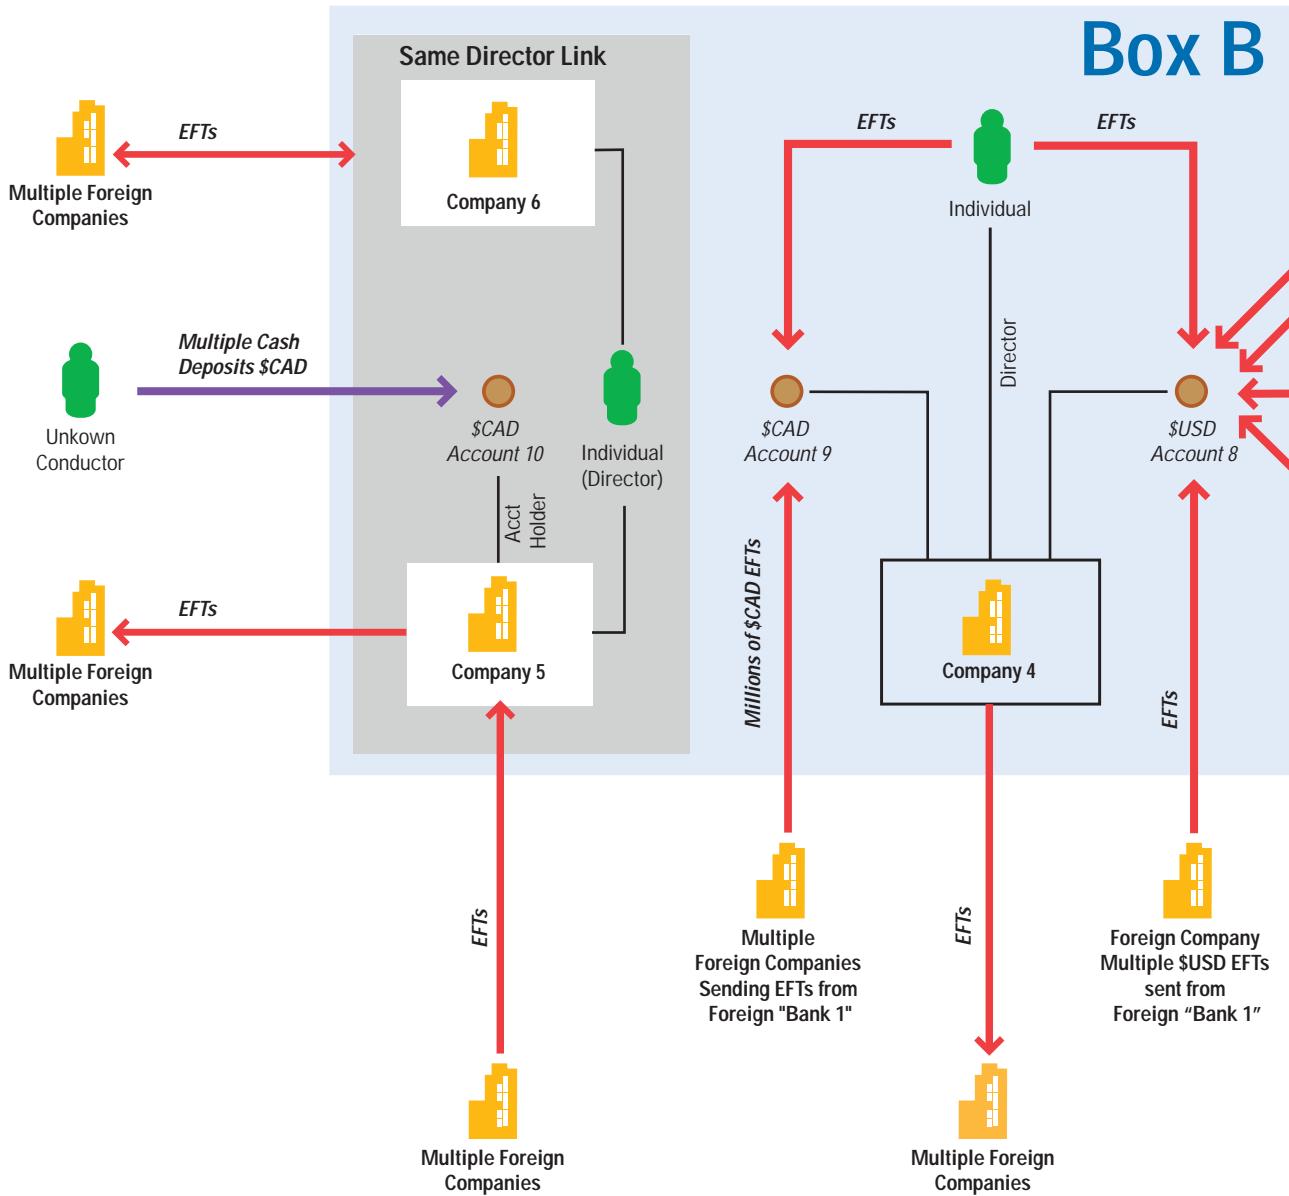 Box B
Same Director Link
EFTs
Multiple Foreign
Companies
Company 6
EFTs
EFTs
Individual
Multiple Cash
Deposits $CAD
Unkown
Conductor
$CAD
Account 10
Individual
(Director)
Director
$CAD
Account 9
$USD
Account 8
Acct
Holder
EFTs
Multiple Foreign
Companies
Company 5
Millions of $CAD EFTs
Company 4
EFTs
EFTs
Multiple
Foreign Companies
Sending EFTs from
Foreign "Bank 1"
EFTs
Foreign Company
Multiple $USD EFTs
sent from
Foreign “Bank 1”
Multiple Foreign
Companies
Multiple Foreign
Companies